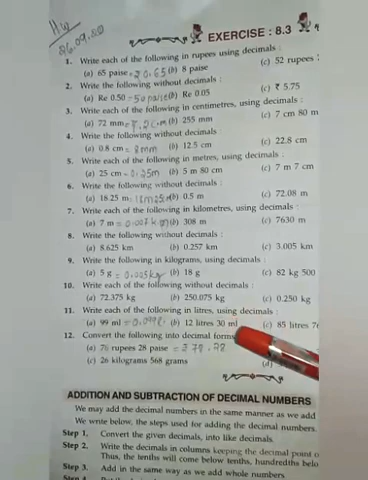 H.W
26.09.20
EXERCISE : 8.3
1. Write each of the following in rupees using decimals :
(a) 65 paise = ₹0.65 (b) 8 paise (c) 52 rupees
2. Write the following without decimals :
(a) Re 0.50 = 50 paise (b) Re 0.05 (c) ₹ 5.75
3. Write each of the following in centimetres, using decimals :
(a) 72 mm = 7.2cm (b) 255 mm (c) 7 cm 80 m
4. Write the following without decimals :
(a) 0.8 cm = 8mm (b) 12.5 cm (c) 22.8 cm
5. Write each of the following in metres, using decimals :
(a) 25 cm = 0.25m (b) 5 m 80 cm (c) 7 m 7 cm
6. Write the following without decimals :
(a) 18.25 m = (b) 0.5 m (c) 72.08 m
7. Write each of the following in kilometres, using decimals :
(a) 7 m = 0.007km (b) 308 m (c) 7630 m
8. Write the following without decimals :
(a) 8.625 km (b) 0.257 km (c) 3.005 km
9. Write the following in kilograms, using decimals :
(a) 5 g = 0.005kg (b) 18 g (c) 82 kg 500
10. Write each of the following without decimals :
(a) 72.375 kg (b) 250.075 kg (c) 0.250 kg
11. Write each of the following in litres, using decimals :
(a) 99 ml = 0.099l (b) 12 litres 30 ml (c) 85 litres
12. Convert the following into decimal forms
(a) 76 rupees 28 paise =
(c) 26 kilograms 568 grams (d)
ADDITION AND SUBTRACTION OF DECIMAL NUMBERS
We may add the decimal numbers in the same manner as we add
We write below, the steps used for adding the decimal numbers.
Step 1. Convert the given decimals, into like decimals.
Step 2. Write the decimals in columns keeping the decimal point
Thus, the tenths will come below tenths, hundredths belo
Step 3. Add in the same way as we add whole numbers